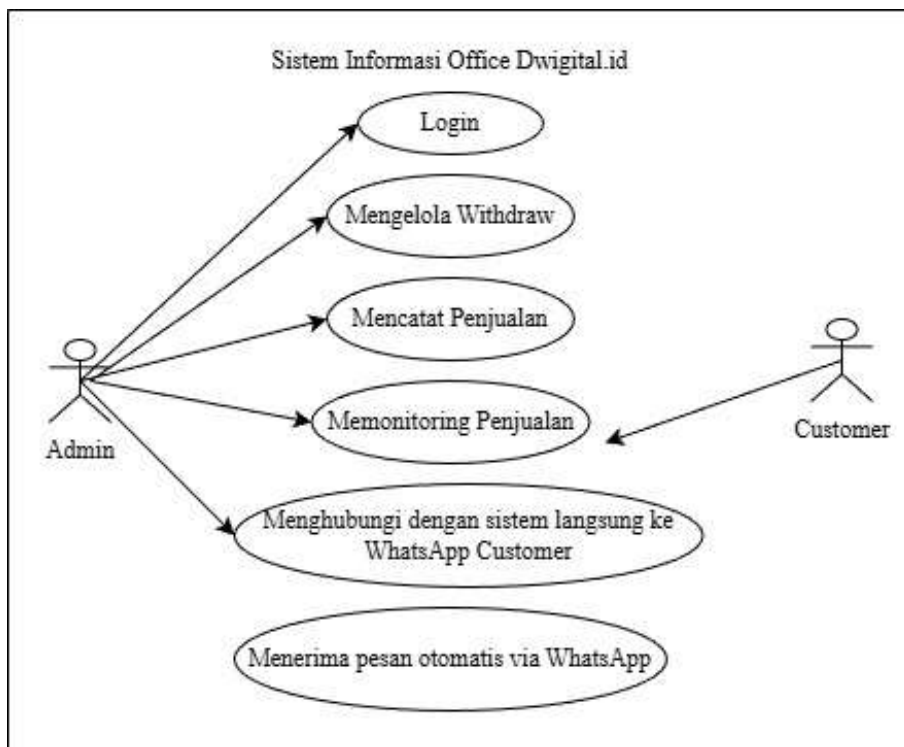 Sistem Informasi Office Dwigital.id
Login
Mengelola Withdraw
Mencatat Penjualan
Memonitoring Penjualan
Admin
Customer
Menghubungi dengan sistem langsung ke
WhatsApp Customer
Menerima pesan otomatis via WhatsApp